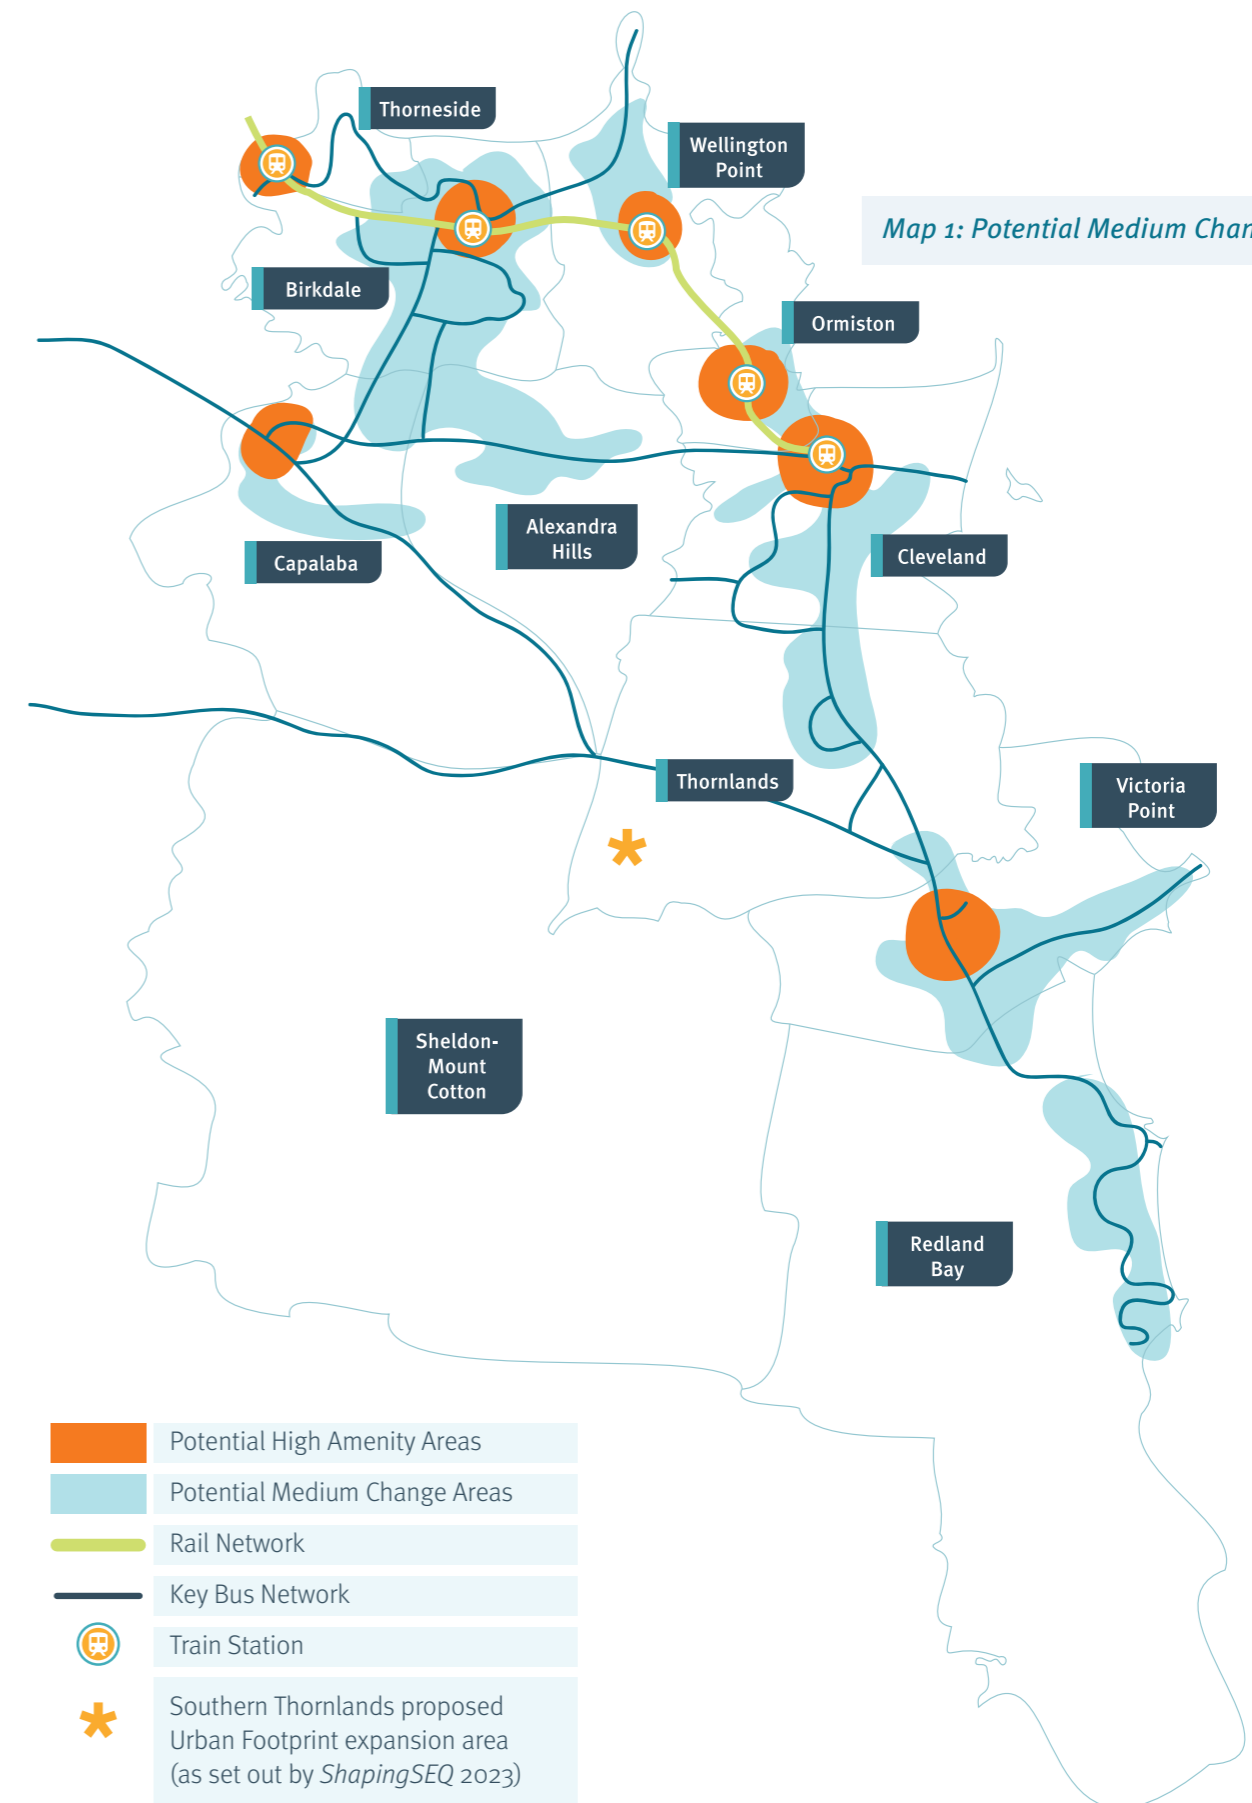 Thorneside
Wellington
Point
Map 1: Potential Medium Chan
Birkdale
Ormiston
Alexandra
Hills
Cleveland
Capalaba
Thornlands
Victoria
Point
Sheldon-
Mount
Cotton
Redland
Bay
Potential High Amenity Areas
Potential Medium Change Areas
Rail Network
Key Bus Network
Train Station
Southern Thornlands proposed
Urban Footprint expansion area
(as set out by ShapingSEQ 2023)